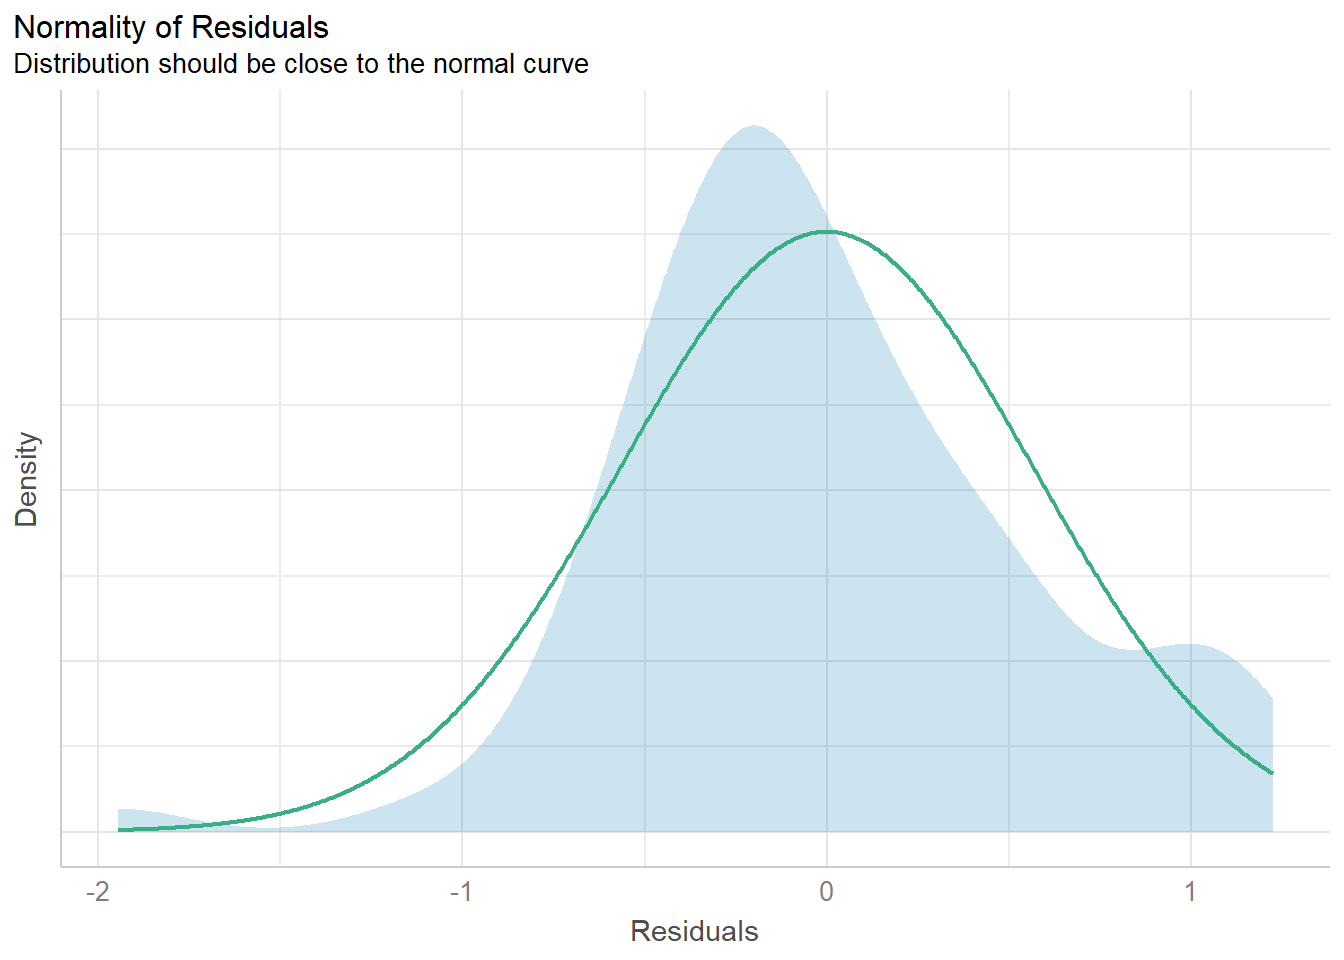 Normality of Residuals
Distribution should be close to the normal curve
Density
-2
-1
0
1
Residuals